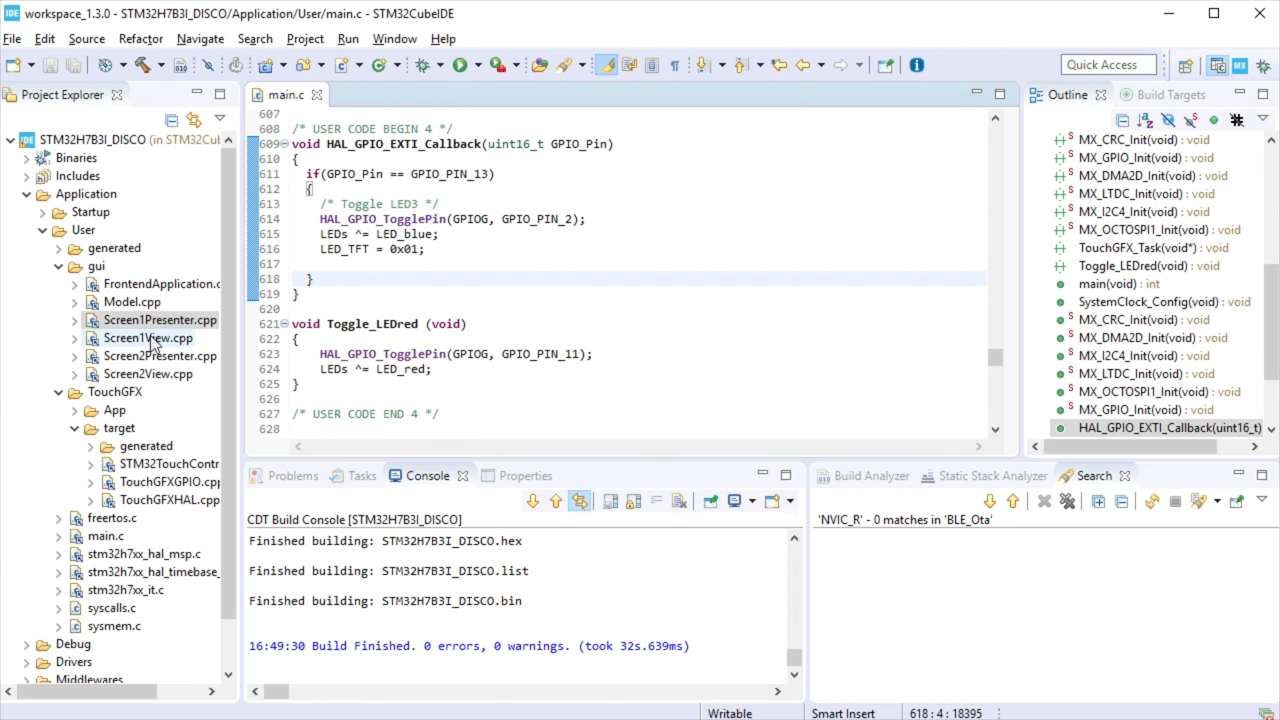 IDE workspace_1.3.0 - STM32H7B3I_DISCO/Application/User/main.c - STM32CubeIDE
File Edit Source Refactor Navigate Search Project Run Window Help
Quick Access
Project Explorer
main.c
Outline
Build Targets
IDE STM32H7B3I_DISCO (in STM32Cul
Binaries
Includes
Application
Startup
User
generated
gui
FrontendApplication.c
Model.cpp
Screen1Presenter.cpp
Screen1View.cpp
Screen2Presenter.cpp
Screen2View.cpp
TouchGFX
App
target
generated
STM32TouchContr
TouchGFXGPIO.cpp
TouchGFXHAL.cpp
freertos.c
main.c
stm32h7xx_hal_msp.c
stm32h7xx_hal_timebase_
stm32h7xx_it.c
syscalls.c
sysmem.c
Debug
Drivers
Middlewares
607
608 /* USER CODE BEGIN 4 */
609 void HAL_GPIO_EXTI_Callback(uint16_t GPIO_Pin)
610 {
611 if(GPIO_Pin == GPIO_PIN_13)
612 {
613 /* Toggle LED3 */
614 HAL_GPIO_TogglePin(GPIOG, GPIO_PIN_2);
615 LEDs ^= LED_blue;
616 LED_TFT = 0x01;
617
618 }
619 }
620
621 void Toggle_LEDred (void)
622 {
623 HAL_GPIO_TogglePin(GPIOG, GPIO_PIN_11);
624 LEDs ^= LED_red;
625 }
626
627 /* USER CODE END 4 */
628
MX_CRC_Init(void) : void
MX_GPIO_Init(void) : void
MX_DMA2D_Init(void) : void
MX_LTDC_Init(void) : void
MX_I2C4_Init(void) : void
MX_OCTOSPI1_Init(void) : void
TouchGFX_Task(void*) : void
Toggle_LEDred(void) : void
main(void) : int
SystemClock_Config(void) : void
MX_CRC_Init(void) : void
MX_DMA2D_Init(void) : void
MX_I2C4_Init(void) : void
MX_LTDC_Init(void) : void
MX_OCTOSPI1_Init(void) : void
MX_GPIO_Init(void) : void
HAL_GPIO_EXTI_Callback(uint16_t)
Problems Tasks Console Properties
CDT Build Console [STM32H7B3I_DISCO]
Finished building: STM32H7B3I_DISCO.hex
Finished building: STM32H7B3I_DISCO.list
Finished building: STM32H7B3I_DISCO.bin
16:49:30 Build Finished. 0 errors, 0 warnings. (took 32s.639ms)
Build Analyzer Static Stack Analyzer Search
'NVIC_R' - 0 matches in 'BLE_Ota'
Writable Smart Insert 618 : 4 : 18395